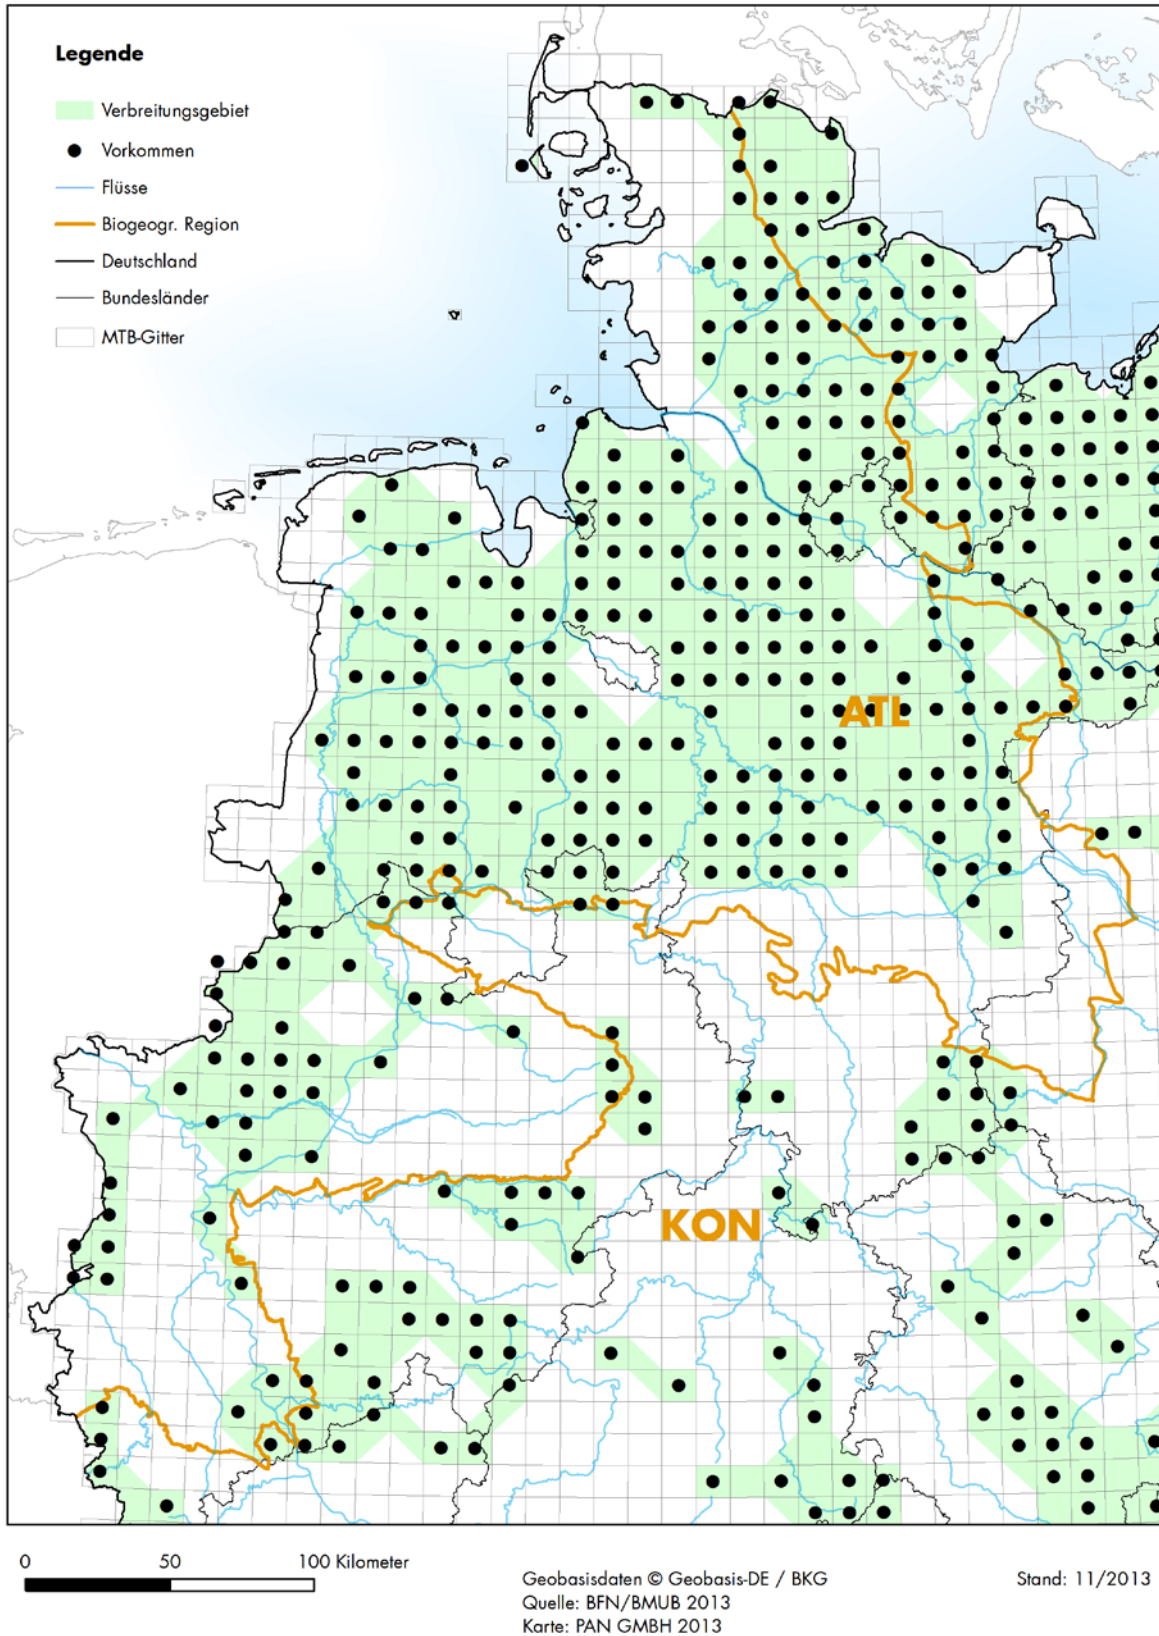 Legende
Verbreitungsgebiet
Vorkommen
Flüsse
Biogeogr. Region
Deutschland
Bundesländer
MTB-Gitter
ATL
KON
0 50 100 Kilometer
Geobasisdaten © Geobasis-DE / BKG
Quelle: BFN/BMUB 2013
Karte: PAN GMBH 2013
Stand: 11/2013